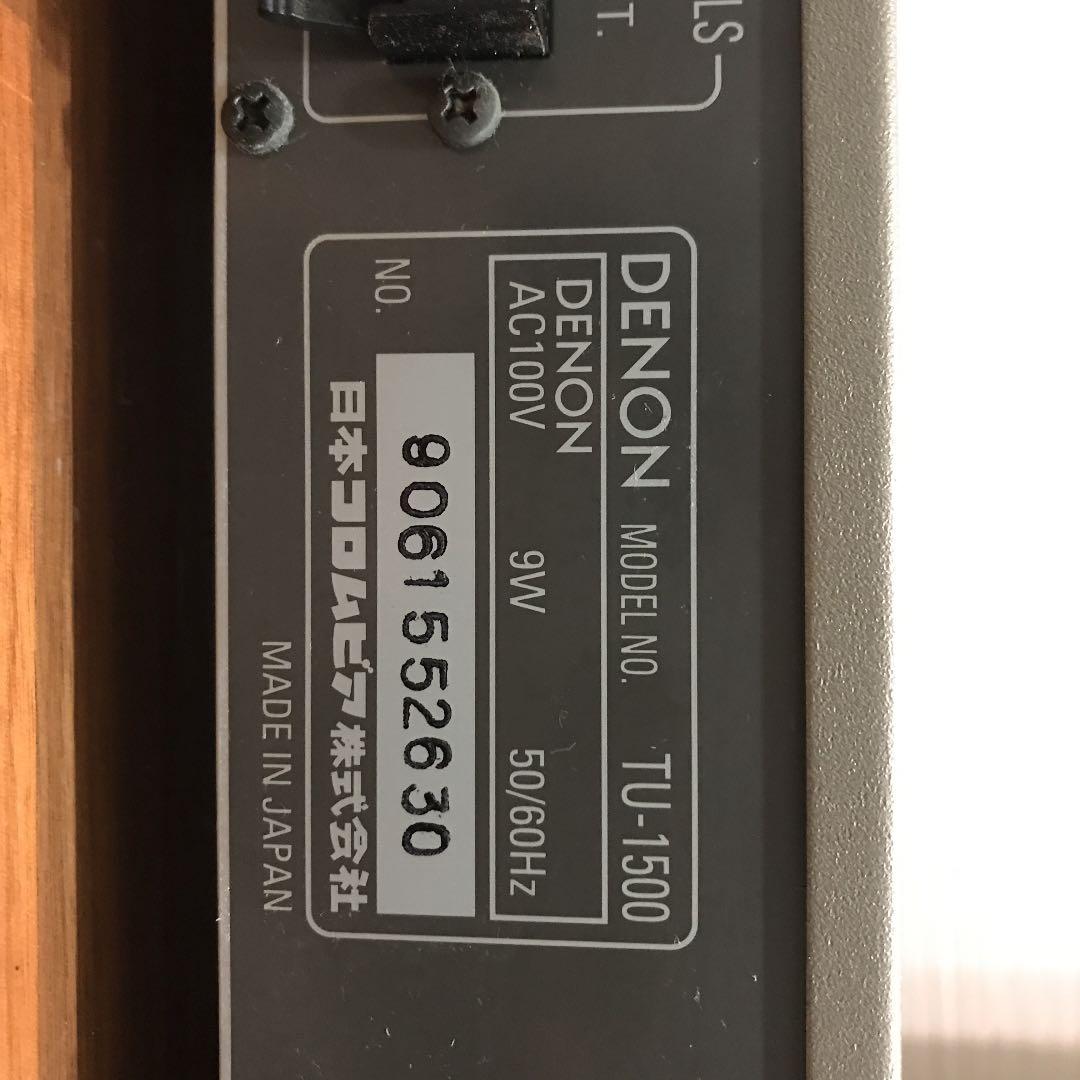 LS
T.
DENON MODEL NO. TU-1500
DENON
AC100V 9W 50/60Hz
NO. 9061552630
日本コロムビア株式会社
MADE IN JAPAN